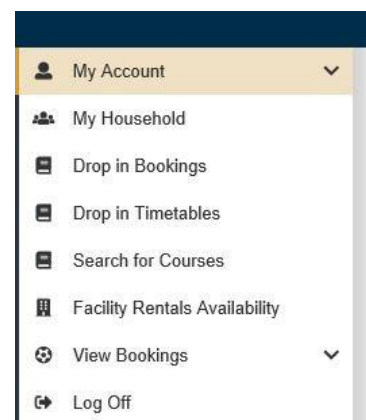 My Account
My Household
Drop in Bookings
Drop in Timetables
Search for Courses
Facility Rentals Availability
View Bookings
Log Off